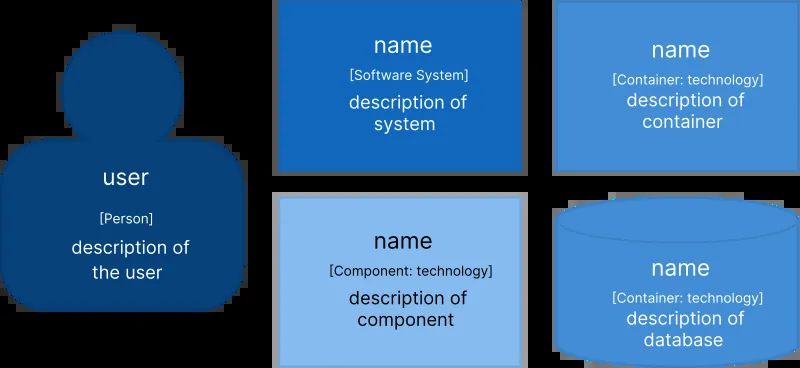 user
[Person]
description of
the user
name
[Software System]
description of
system
name
[Container: technology]
description of
container
name
[Component: technology]
description of
component
name
[Container: technology]
description of
database